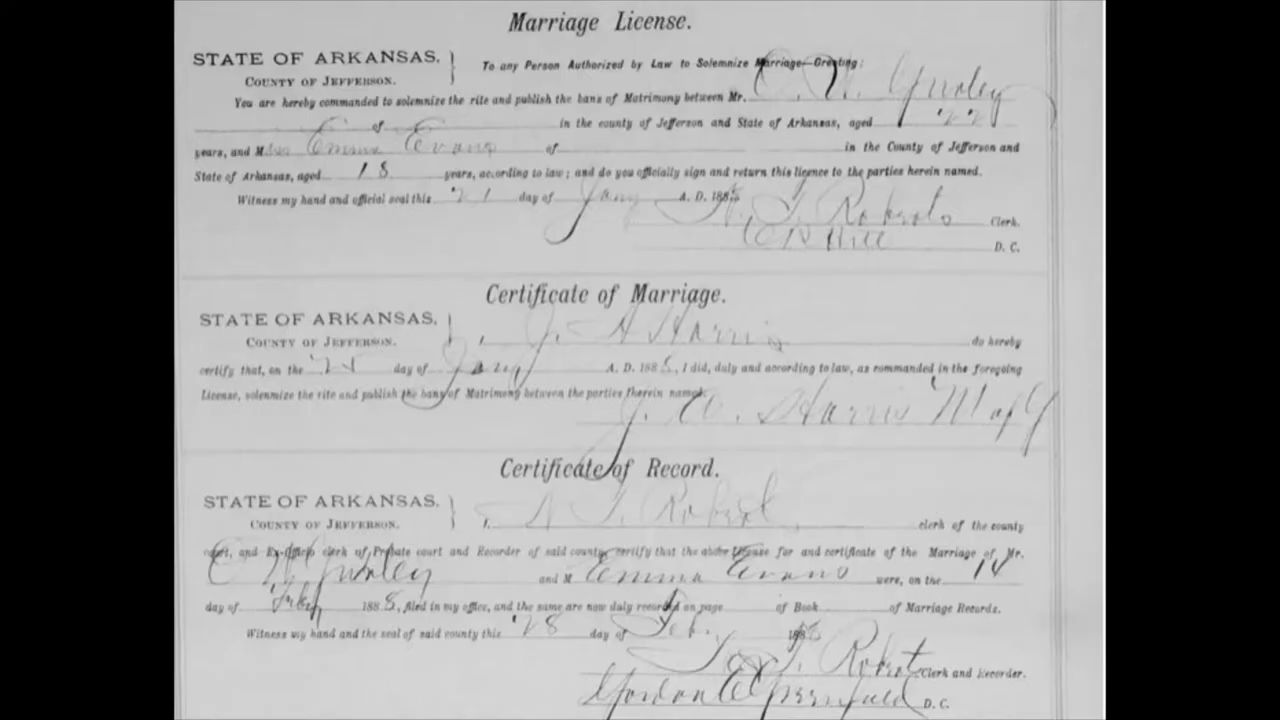 Marriage License.
STATE OF ARKANSAS. To any Person Authorized by Law to Solemnize Marriage—Greeting:
COUNTY OF JEFFERSON.
You are hereby commanded to solemnize the rite and publish the bans of Matrimony between Mr. O. W. Gurley
of in the county of Jefferson and State of Arkansas, aged 22
years, and Miss Emma Evans of in the County of Jefferson and
State of Arkansas, aged 18 years, according to law; and do you officially sign and return this licence to the parties herein named.
Witness my hand and official seal this 21 day of Jany A. D. 188
Roberts Clerk.
Hill D. C.
Certificate of Marriage.
STATE OF ARKANSAS.
COUNTY OF JEFFERSON. I, J. Harris do hereby
certify that, on the day of Jany A. D. 188 , I did, duly and according to law, as commanded in the foregoing
License, solemnize the rite and publish the bans of Matrimony between the parties therein named.
J. W. Harris M of G
Certificate of Record.
STATE OF ARKANSAS.
COUNTY OF JEFFERSON. I, clerk of the county
court, and Ex-Officio clerk of Probate court and Recorder of said county, certify that the above License for and certificate of the Marriage of Mr.
O W Gurley and M Emma Evans were, on the
day of Feby 188 , filed in my office, and the same are now duly recorded on page of Book of Marriage Records.
Witness my hand and the seal of said county this 28 day of Feb. 188
Clerk and Recorder.
D. C.